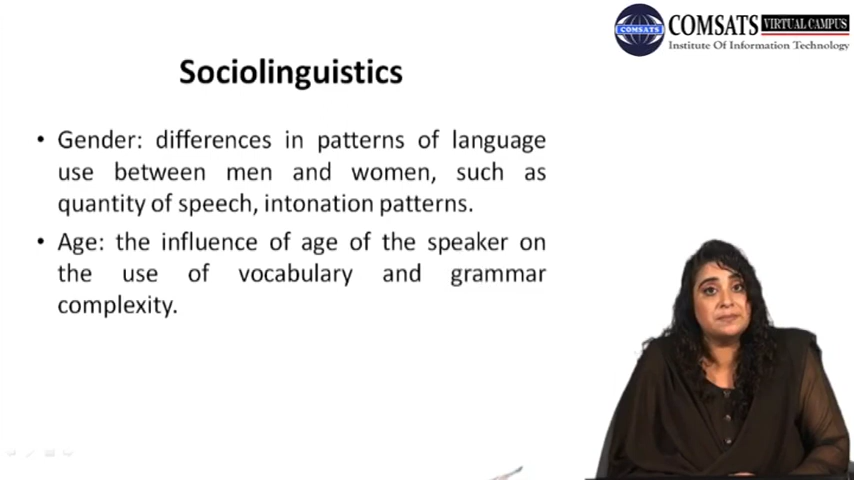 COMSATS VIRTUAL CAMPUS
COMSATS
Institute Of Information Technology
Sociolinguistics
• Gender: differences in patterns of language
use between men and women, such as
quantity of speech, intonation patterns.
• Age: the influence of age of the speaker on
the use of vocabulary and grammar
complexity.